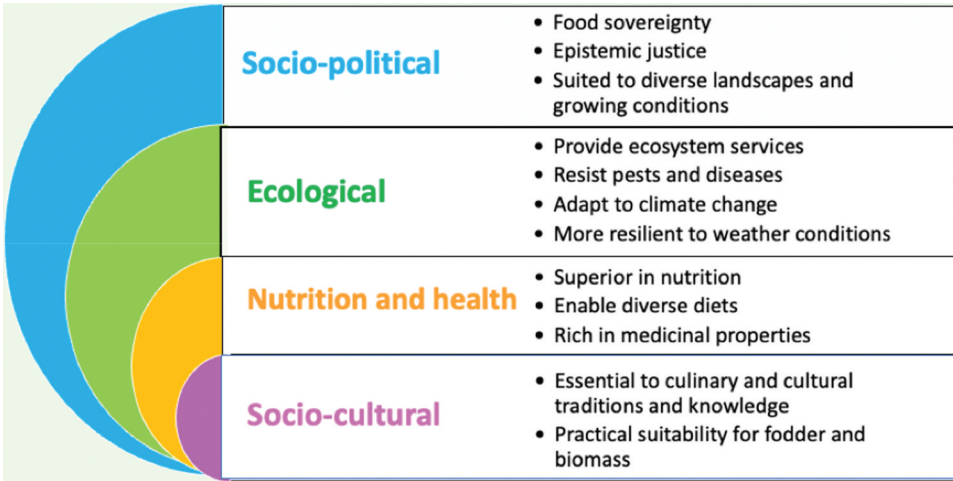 Socio-political
• Food sovereignty
• Epistemic justice
• Suited to diverse landscapes and
growing conditions
Ecological
• Provide ecosystem services
• Resist pests and diseases
• Adapt to climate change
• More resilient to weather conditions
Nutrition and health
• Superior in nutrition
• Enable diverse diets
• Rich in medicinal properties
Socio-cultural
• Essential to culinary and cultural
traditions and knowledge
• Practical suitability for fodder and
biomass